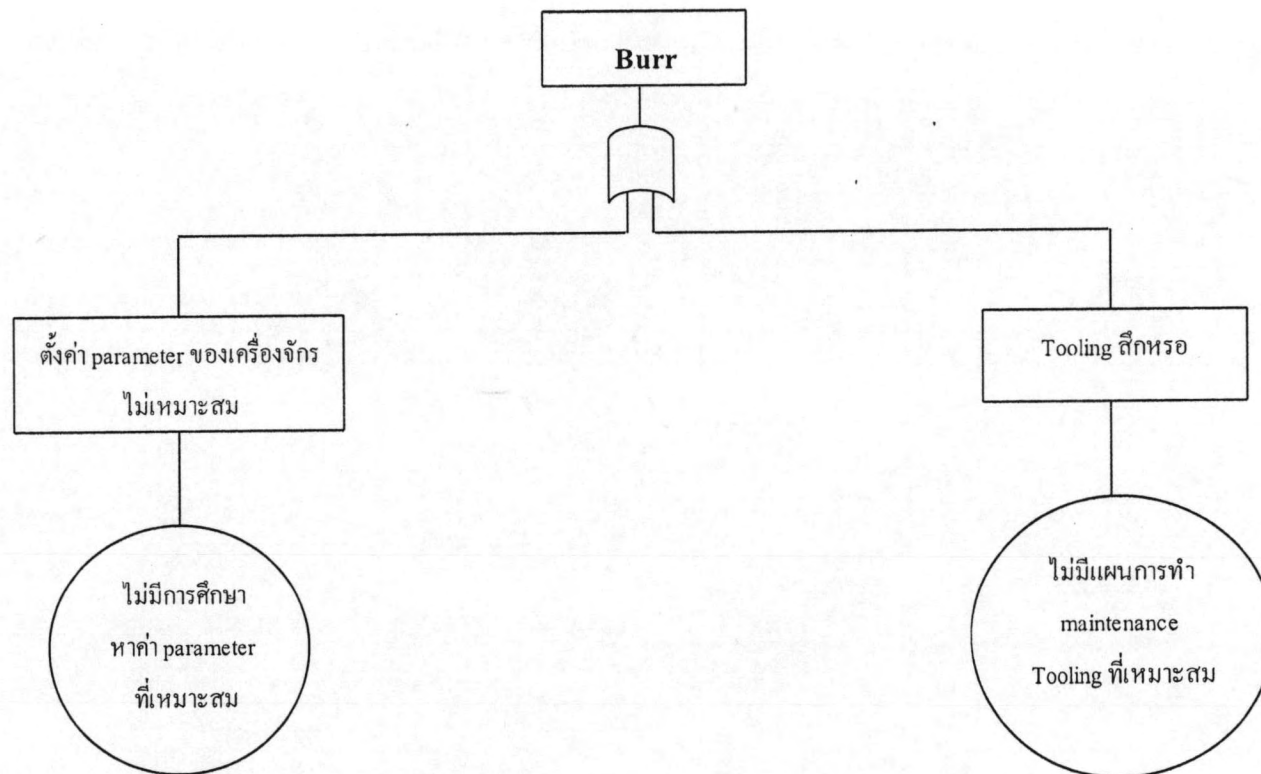 Burr
ตั้งค่า parameter ของเครื่องจักร
ไม่เหมาะสม
Tooling สึกหรอ
ไม่มีการศึกษา
หาค่า parameter
ที่เหมาะสม
ไม่มีแผนการทำ
maintenance
Tooling ที่เหมาะสม